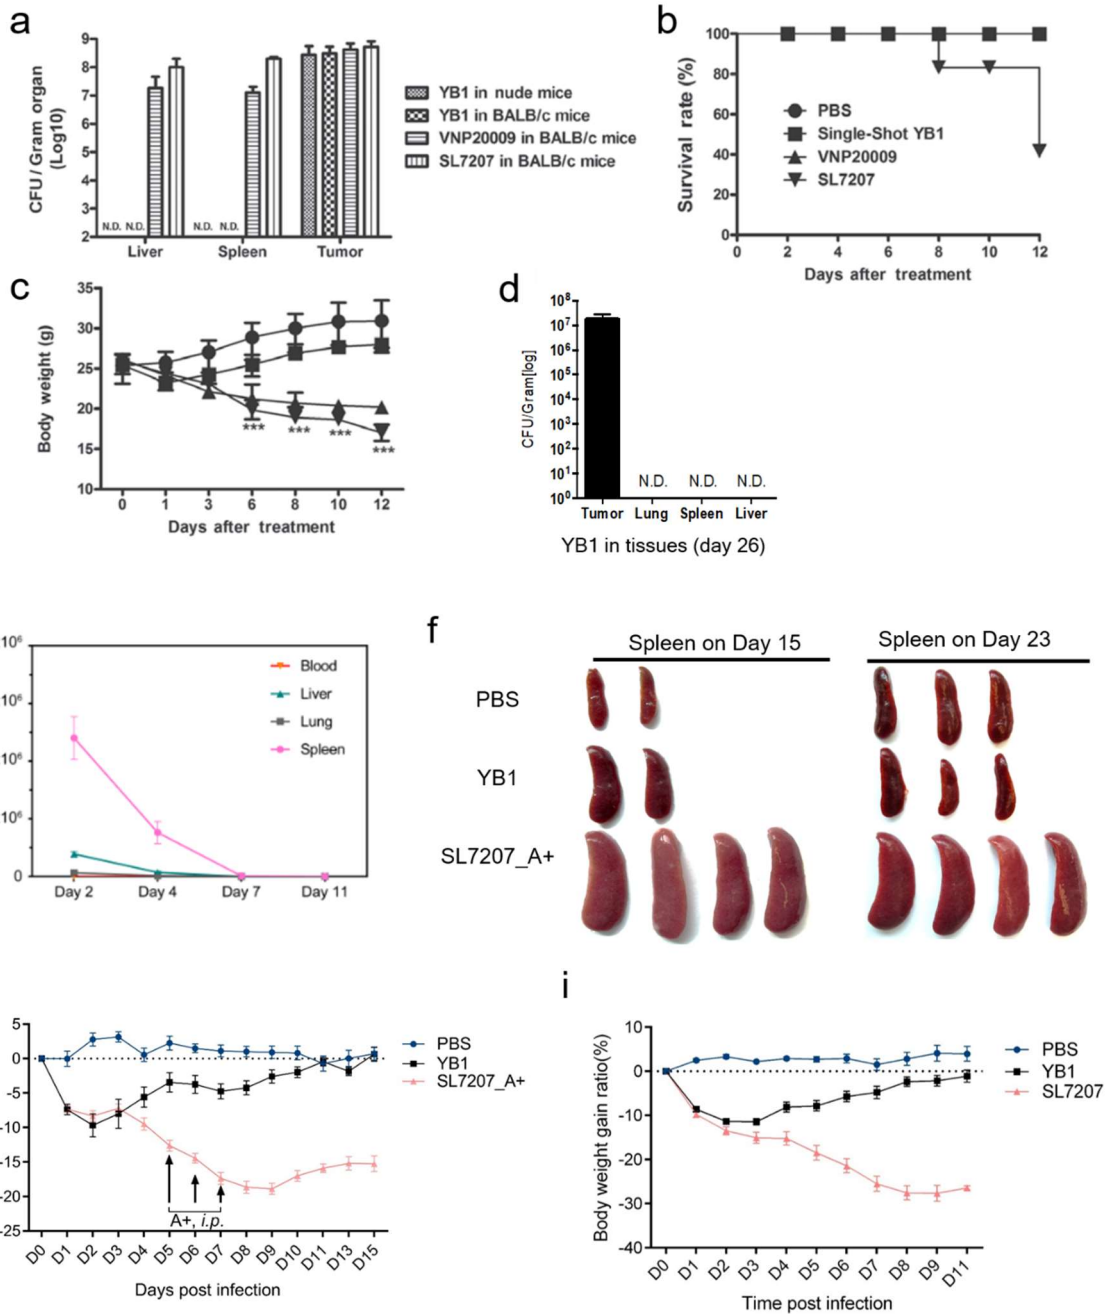 a
CFU / Gram organ
(Log10)
9
8
7
6
5
4
3
2
N.D. N.D.
N.D. N.D.
Liver Spleen Tumor
YB1 in nude mice
YB1 in BALB/c mice
VNP20009 in BALB/c mice
SL7207 in BALB/c mice
b
Survival rate (%)
100
80
60
40
20
0
PBS
Single-Shot YB1
VNP20009
SL7207
0 2 4 6 8 10 12
Days after treatment
c
Body weight (g)
35
30
25
20
15
10
*** *** *** ***
0 1 3 6 8 10 12
Days after treatment
d
CFU/Gram[log]
10⁸
10⁷
10⁶
10⁵
10⁴
10³
10²
10¹
10⁰
N.D. N.D. N.D.
Tumor Lung Spleen Liver
YB1 in tissues (day 26)
10⁶
0⁶
0⁶
0⁶
0
Blood
Liver
Lung
Spleen
Day 2 Day 4 Day 7 Day 11
f
Spleen on Day 15 Spleen on Day 23
PBS
YB1
SL7207_A+
5
0
-5
-10
-15
-20
-25
PBS
YB1
SL7207_A+
A+, i.p.
D0 D1 D2 D3 D4 D5 D6 D7 D8 D9 D10 D11 D13 D15
Days post infection
i
Body weight gain ratio(%)
10
0
-10
-20
-30
-40
PBS
YB1
SL7207
D0 D1 D2 D3 D4 D5 D6 D7 D8 D9 D11
Time post infection